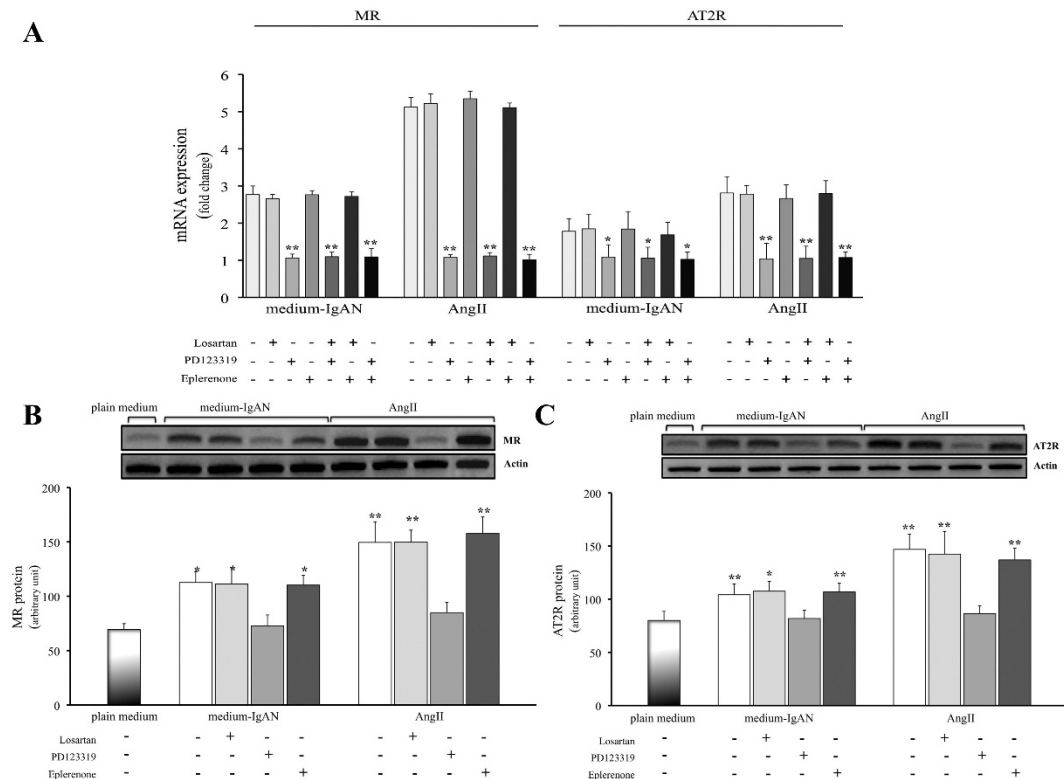 A
MR AT2R
mRNA expression
(fold change)
6
5
4
3
2
1
0
** ** ** ** ** ** * * * ** ** **
medium-IgAN AngII medium-IgAN AngII
Losartan - + - - + + - - + - - + + - - + - - + + - - + - - + + -
PD123319 - - + - + - + - - + - + - + - - + - + - + - - + - + - +
Eplerenone - - - + - + + - - - + - + + - - - + - + + - - - + - + +
B
plain medium medium-IgAN AngII
MR
Actin
MR protein
(arbitrary unit)
200
150
100
50
0
* * * ** ** **
plain medium medium-IgAN AngII
Losartan - - + - - - + - -
PD123319 - - - + - - - + -
Eplerenone - - - - + - - - +
C
plain medium medium-IgAN AngII
AT2R
Actin
AT2R protein
(arbitrary unit)
200
150
100
50
0
** * ** ** ** **
plain medium medium-IgAN AngII
Losartan - - + - - - + - -
PD123319 - - - + - - - + -
Eplerenone - - - - + - - - +